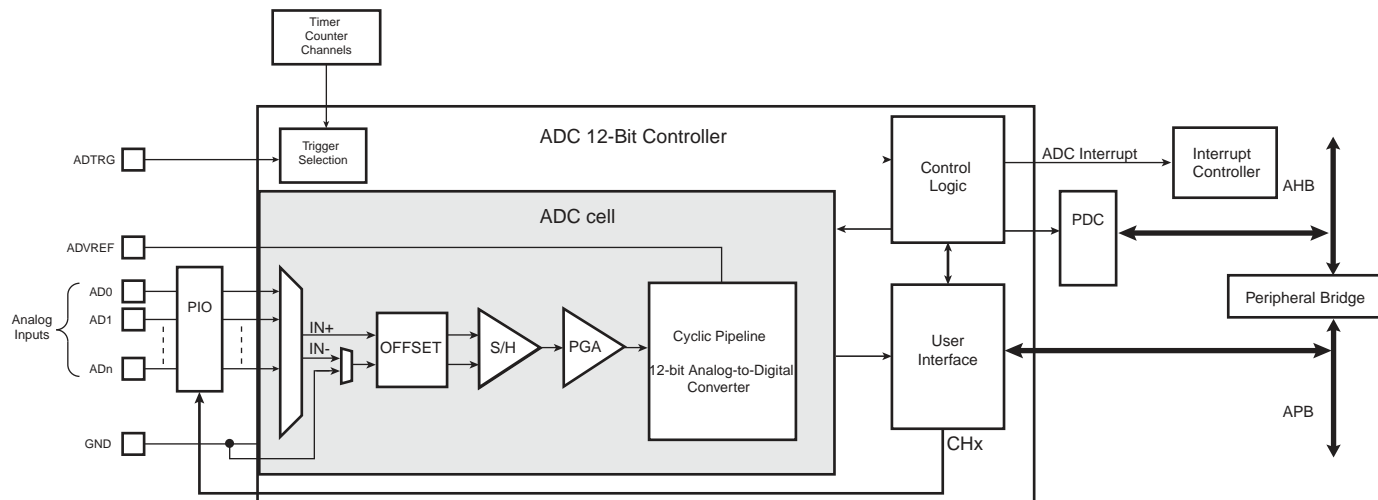 Timer
Counter
Channels
ADC 12-Bit Controller
Trigger
Selection
ADTRG
Control
Logic
ADC Interrupt
Interrupt
Controller
AHB
PDC
ADC cell
ADVREF
Analog
Inputs
AD0
AD1
ADn
PIO
IN+
IN-
OFFSET
S/H
PGA
Cyclic Pipeline
12-bit Analog-to-Digital
Converter
User
Interface
Peripheral Bridge
APB
GND
CHx